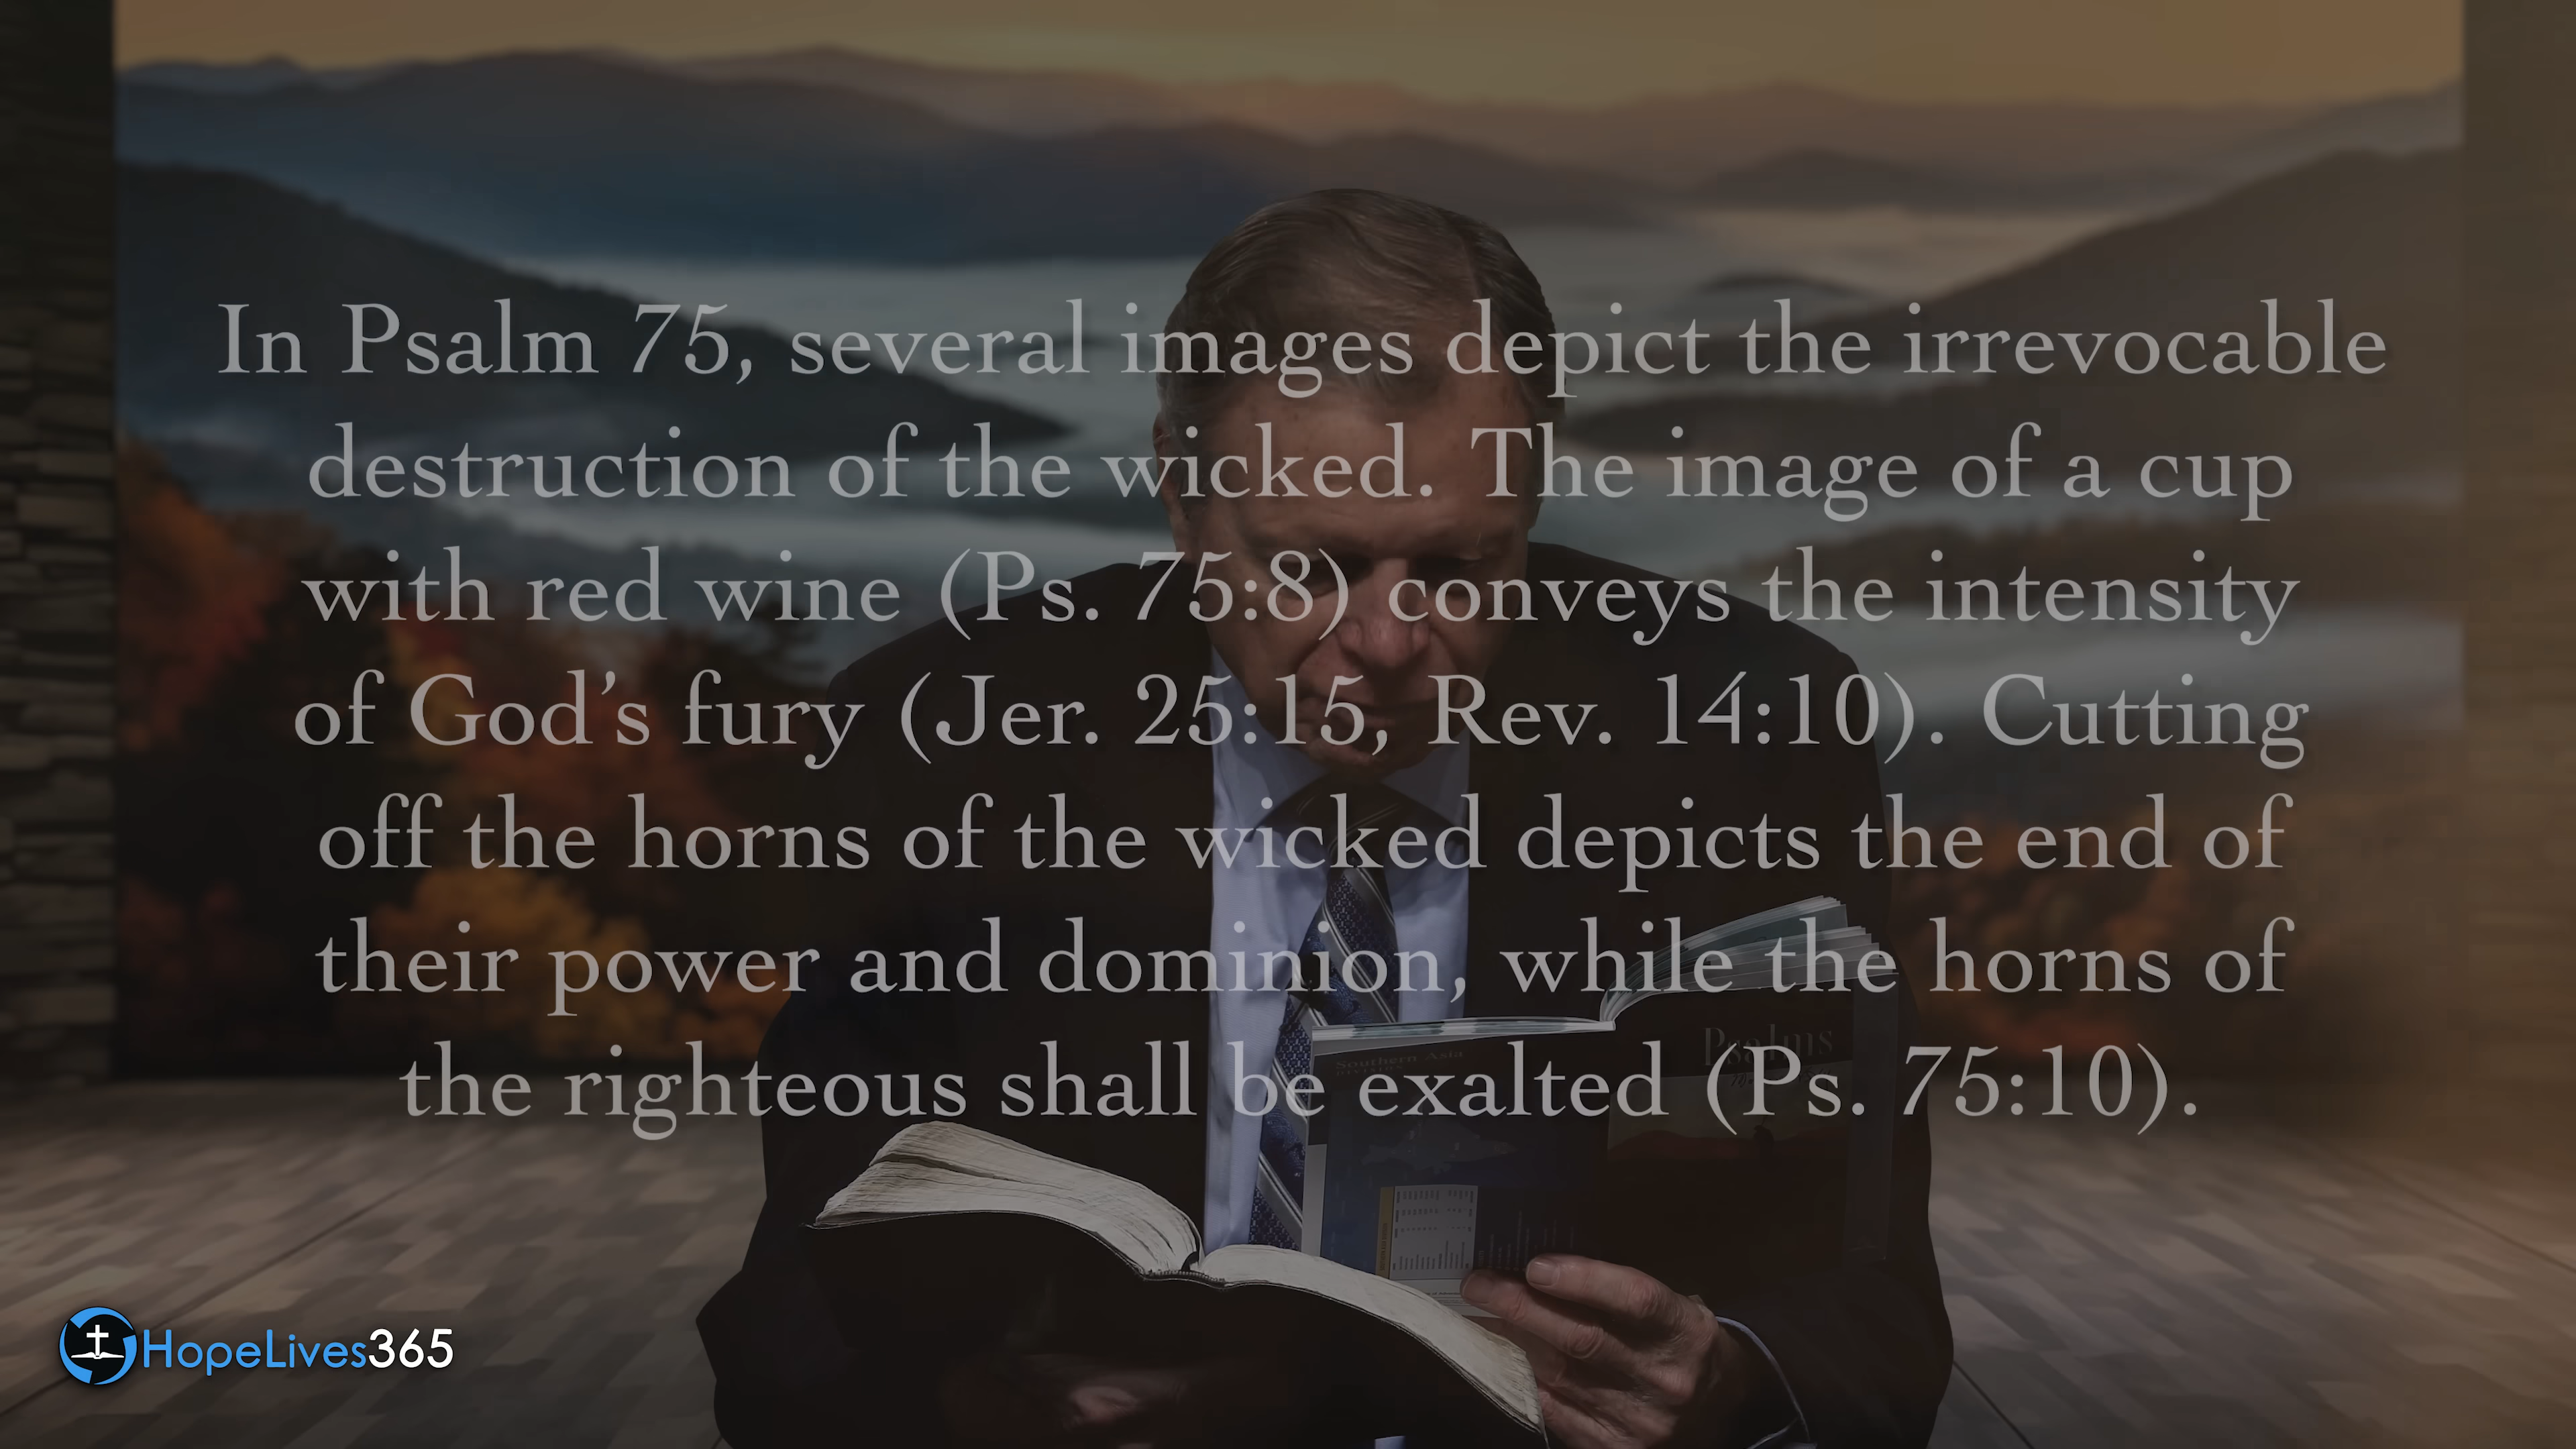 In Psalm 75, several images depict the irrevocable
destruction of the wicked. The image of a cup
with red wine (Ps. 75:8) conveys the intensity
of God’s fury (Jer. 25:15, Rev. 14:10). Cutting
off the horns of the wicked depicts the end of
their power and dominion, while the horns of
the righteous shall be exalted (Ps. 75:10).
Southern Asia
Psalms
HopeLives365